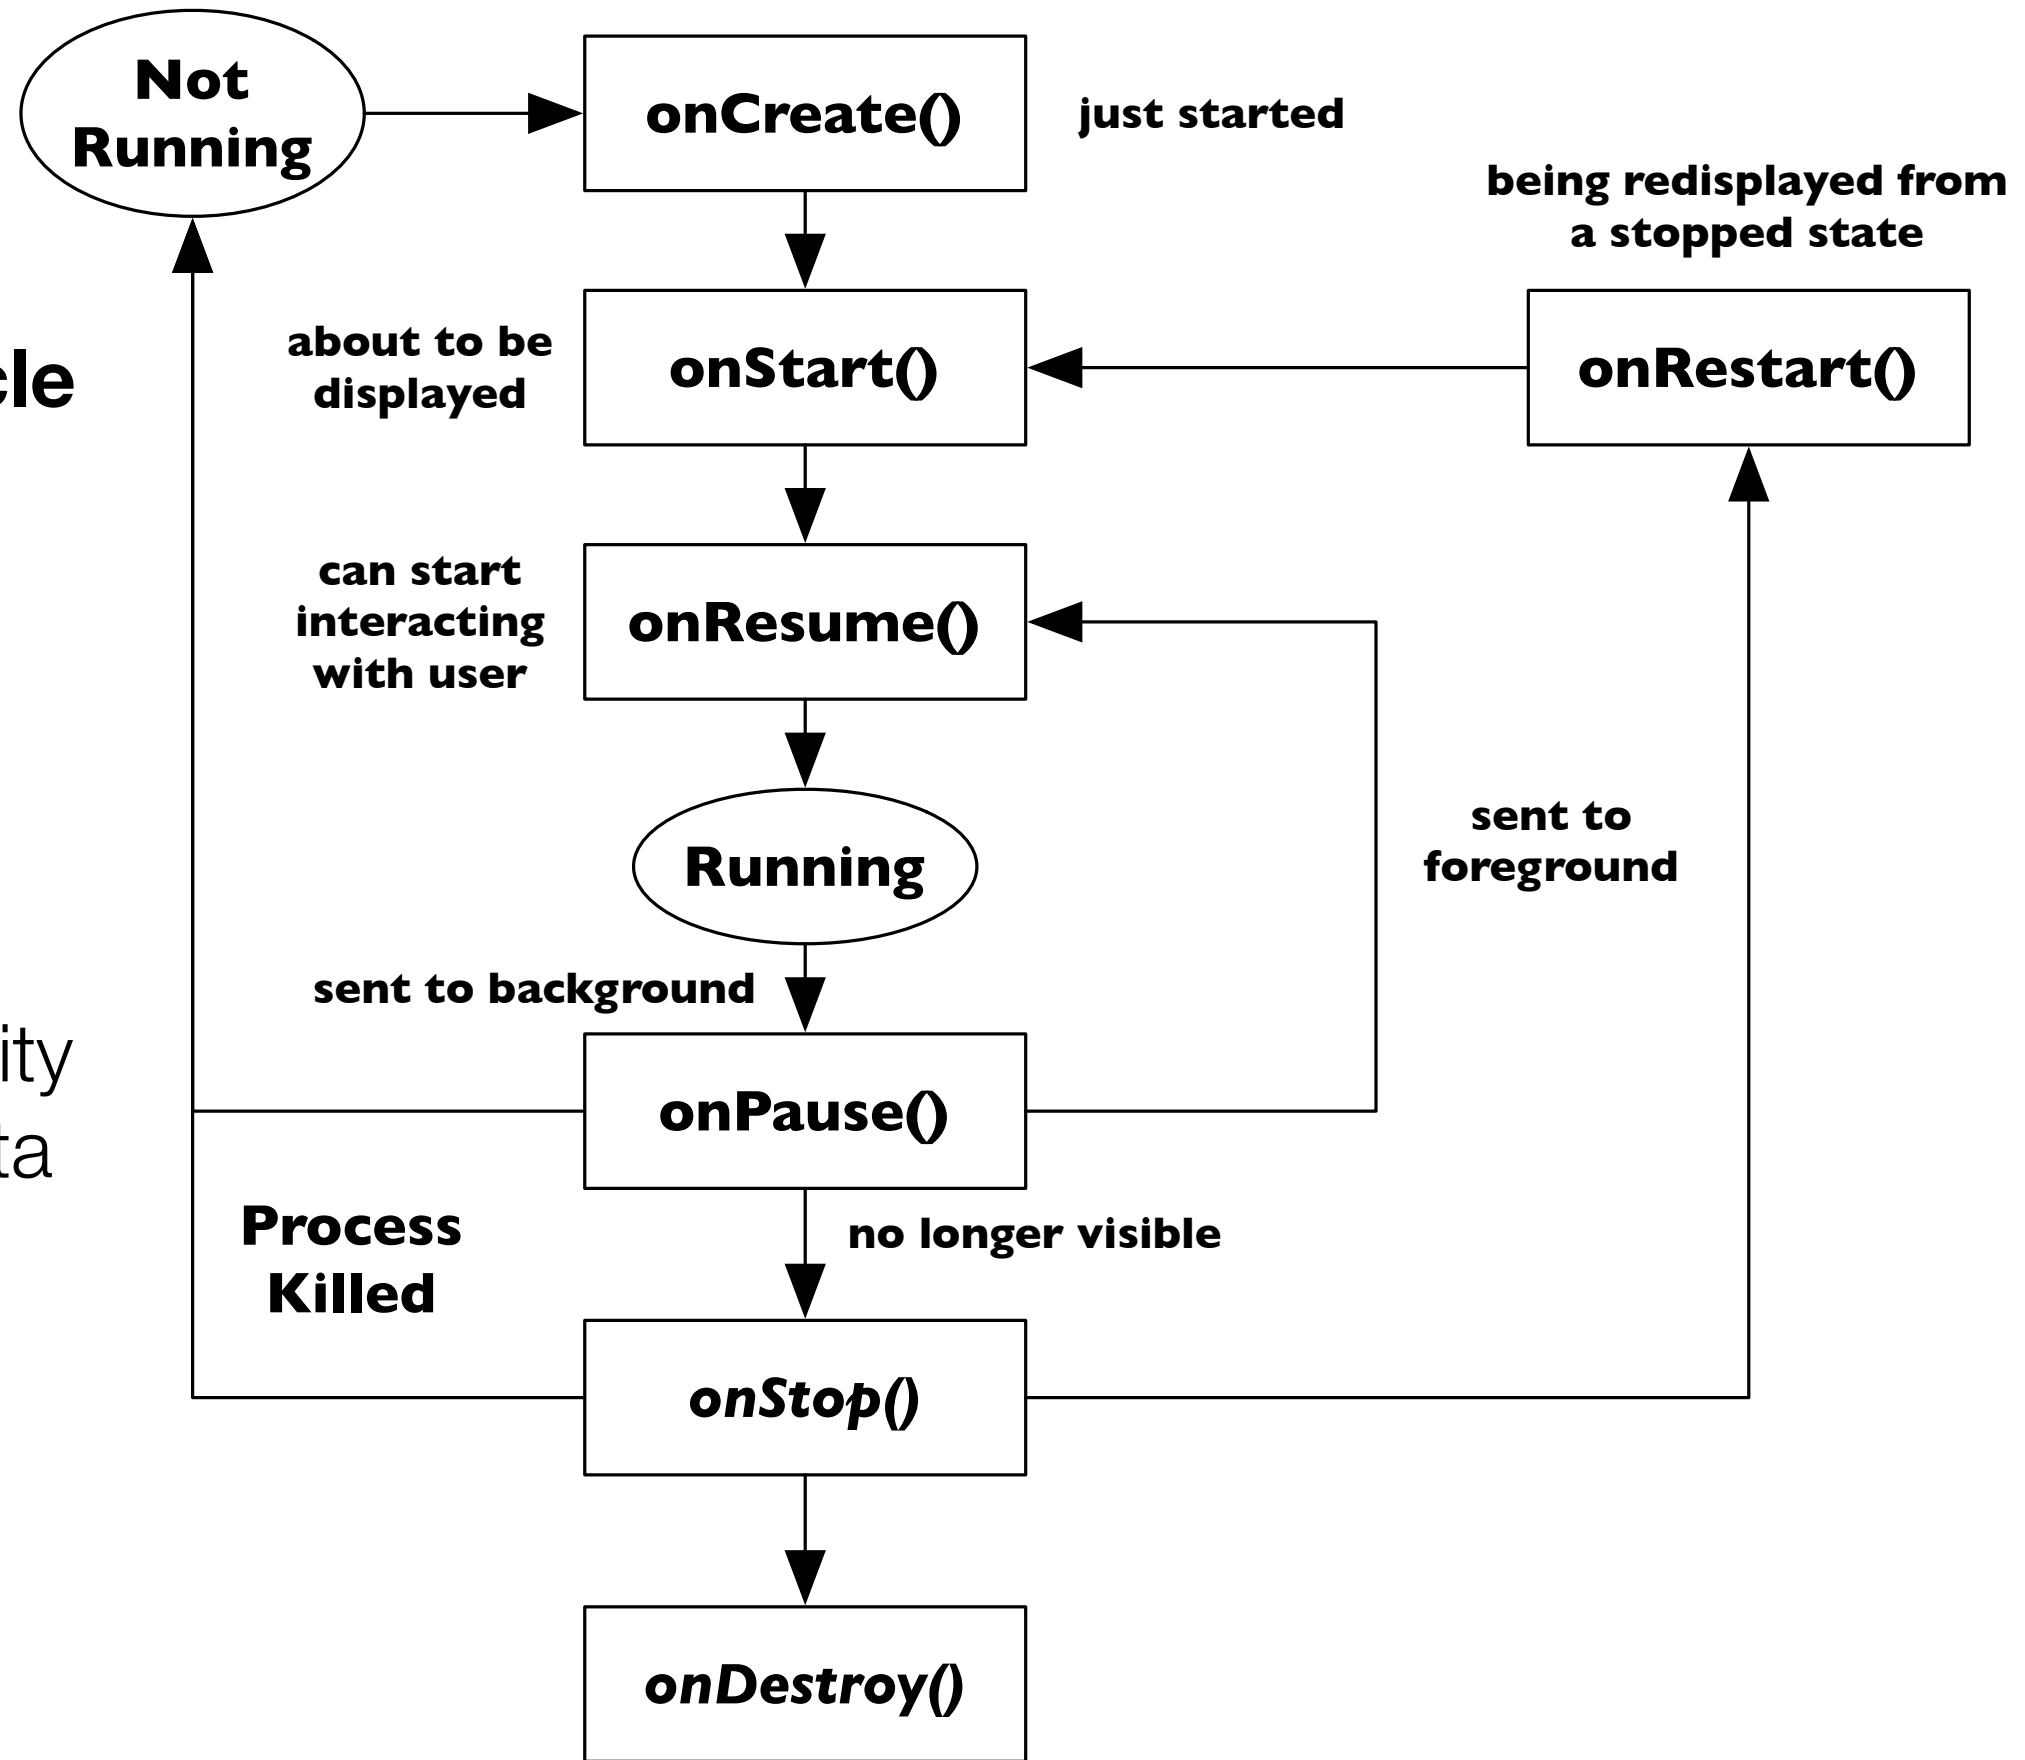 Not
Running
onCreate()
just started
being redisplayed from
a stopped state
about to be
displayed
onStart()
onRestart()
cle
can start
interacting
with user
onResume()
Running
sent to
foreground
sent to background
ity
ta
onPause()
Process
Killed
no longer visible
onStop()
onDestroy()